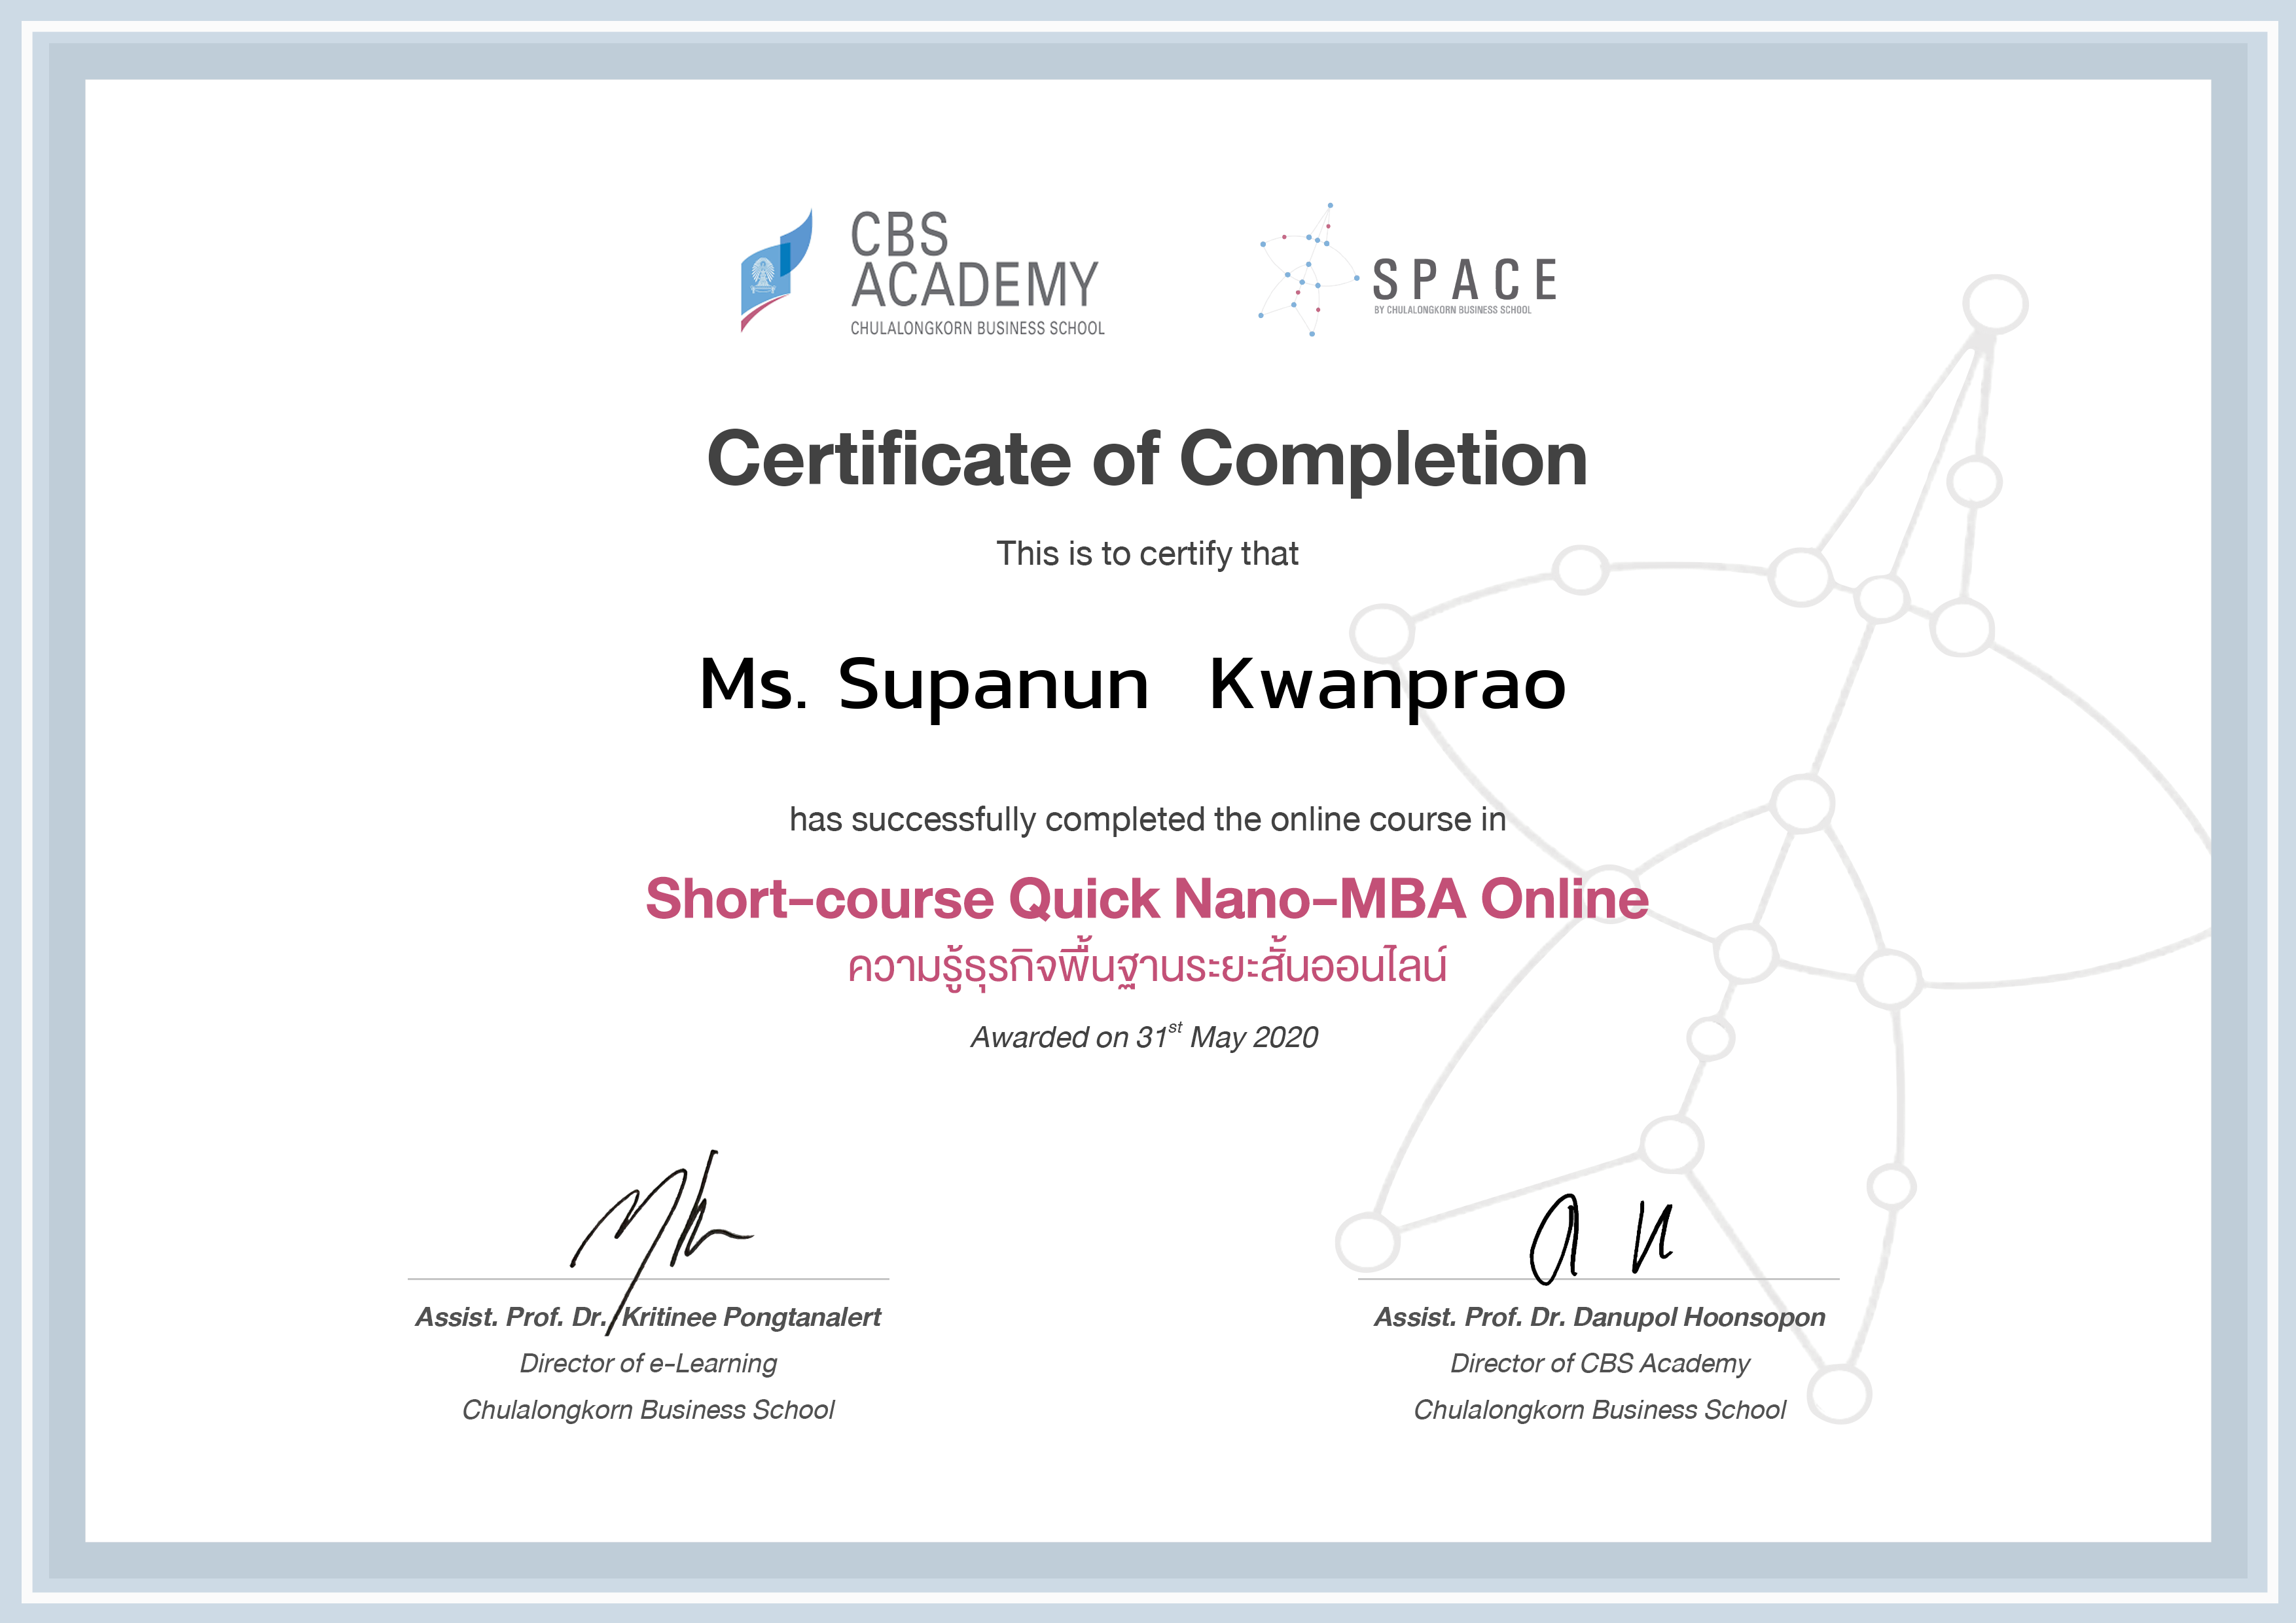 CBS
ACADEMY
CHULALONGKORN BUSINESS SCHOOL
SPACE
BY CHULALONGKORN BUSINESS SCHOOL
Certificate of Completion
This is to certify that
Ms. Supanun Kwanprao
has successfully completed the online course in
Short-course Quick Nano-MBA Online
ความรู้ธุรกิจพื้นฐานระยะสั้นออนไลน์
Awarded on 31st May 2020
Assist. Prof. Dr. Kritinee Pongtanalert
Director of e-Learning
Chulalongkorn Business School
Assist. Prof. Dr. Danupol Hoonsopon
Director of CBS Academy
Chulalongkorn Business School